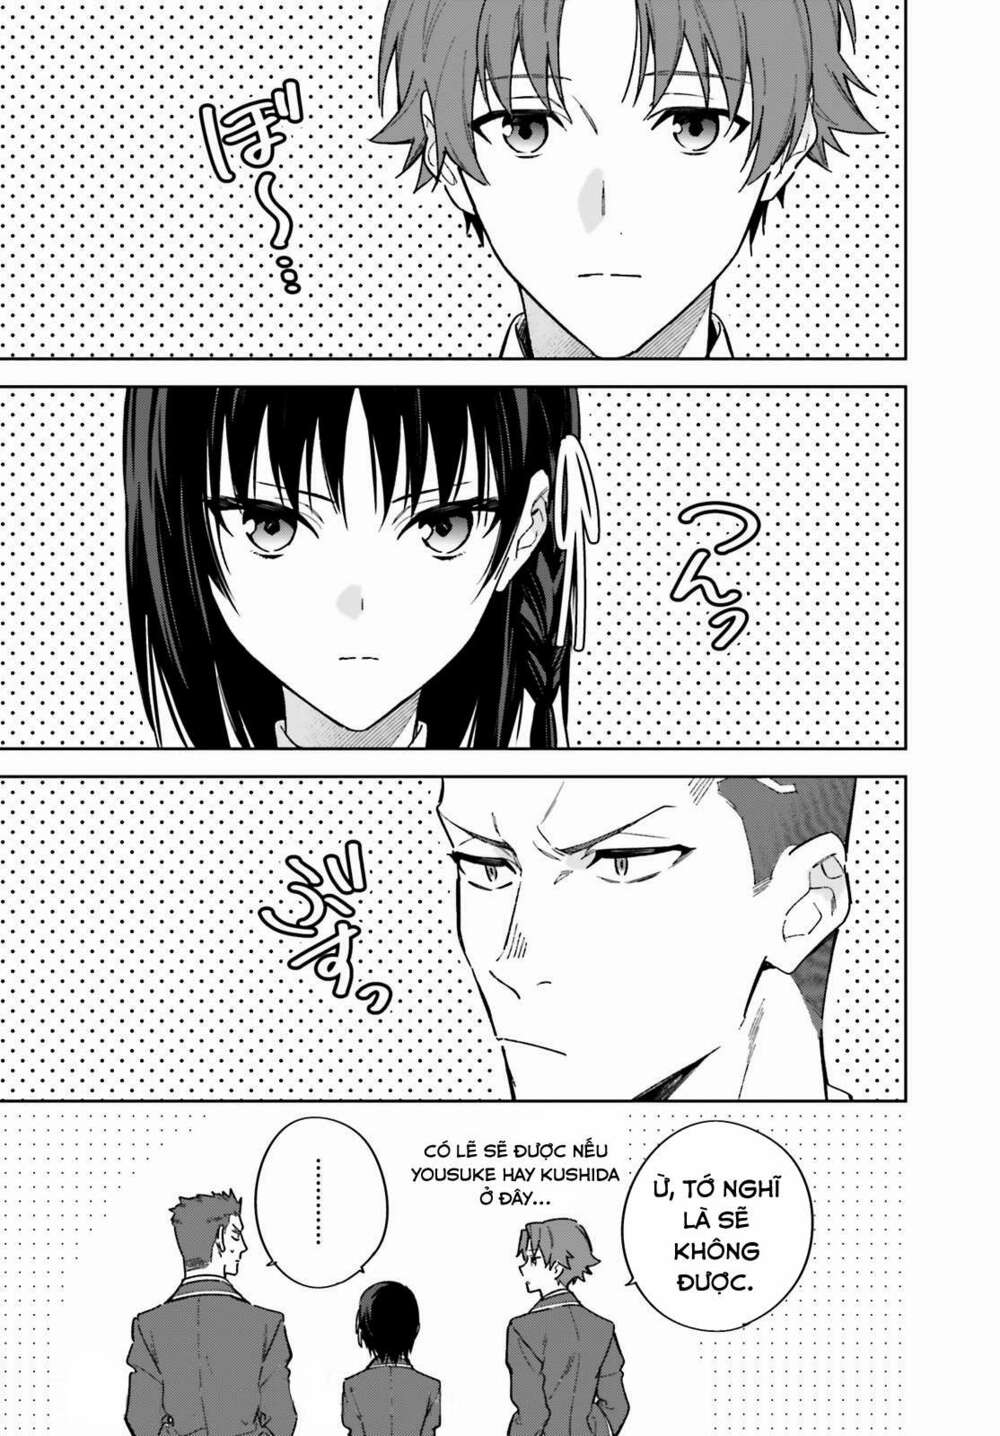 ぼ〜…
つんっ
ぶすっ
Ừ, TỚ NGHĨ
LÀ SẼ
KHÔNG
ĐƯỢC.
CÓ LẼ SẼ ĐƯỢC NẾU
YOUSUKE HAY KUSHIDA
Ở ĐÂY...
………